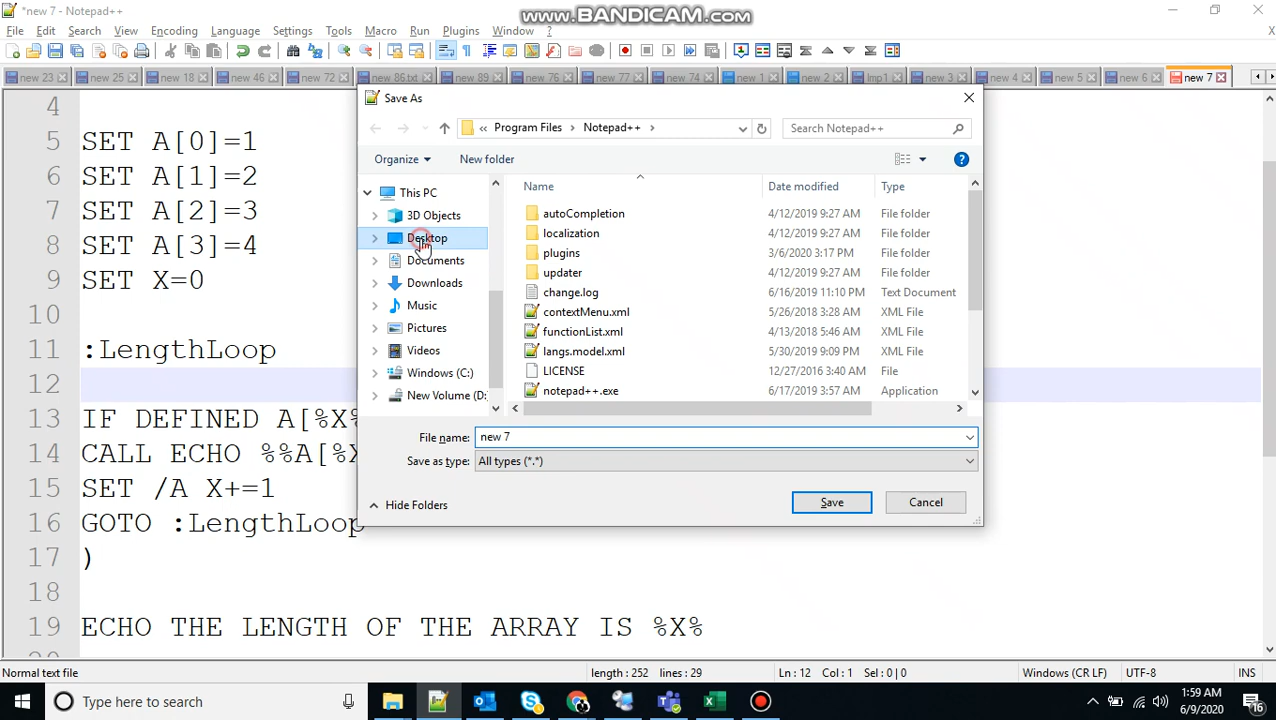 *new 7 - Notepad++
www.BANDICAM.com
File Edit Search View Encoding Language Settings Tools Macro Run Plugins Window ?
new 23 new 25 new 18 new 46 new 72 new 86.txt new 89 new 76 new 77 new 74 new 1 new 2 Imp1 new 3 new 4 new 5 new 6 new 7
4
5 SET A[0]=1
6 SET A[1]=2
7 SET A[2]=3
8 SET A[3]=4
9 SET X=0
10
11 :LengthLoop
12
13 IF DEFINED A[%X%
14 CALL ECHO %%A[%X
15 SET /A X+=1
16 GOTO :LengthLoop
17 )
18
19 ECHO THE LENGTH OF THE ARRAY IS %X%
Save As
« Program Files > Notepad++ >
Search Notepad++
Organize New folder
This PC
3D Objects
Desktop
Documents
Downloads
Music
Pictures
Videos
Windows (C:)
New Volume (D:
Name Date modified Type
autoCompletion 4/12/2019 9:27 AM File folder
localization 4/12/2019 9:27 AM File folder
plugins 3/6/2020 3:17 PM File folder
updater 4/12/2019 9:27 AM File folder
change.log 6/16/2019 11:10 PM Text Document
contextMenu.xml 5/26/2018 3:28 AM XML File
functionList.xml 4/13/2018 5:46 AM XML File
langs.model.xml 5/30/2019 9:09 PM XML File
LICENSE 12/27/2016 3:40 AM File
notepad++.exe 6/17/2019 3:57 AM Application
File name: new 7
Save as type: All types (*.*)
Hide Folders
Save Cancel
Normal text file length : 252 lines : 29 Ln : 12 Col : 1 Sel : 0 | 0 Windows (CR LF) UTF-8 INS
Type here to search
1:59 AM
6/9/2020
16